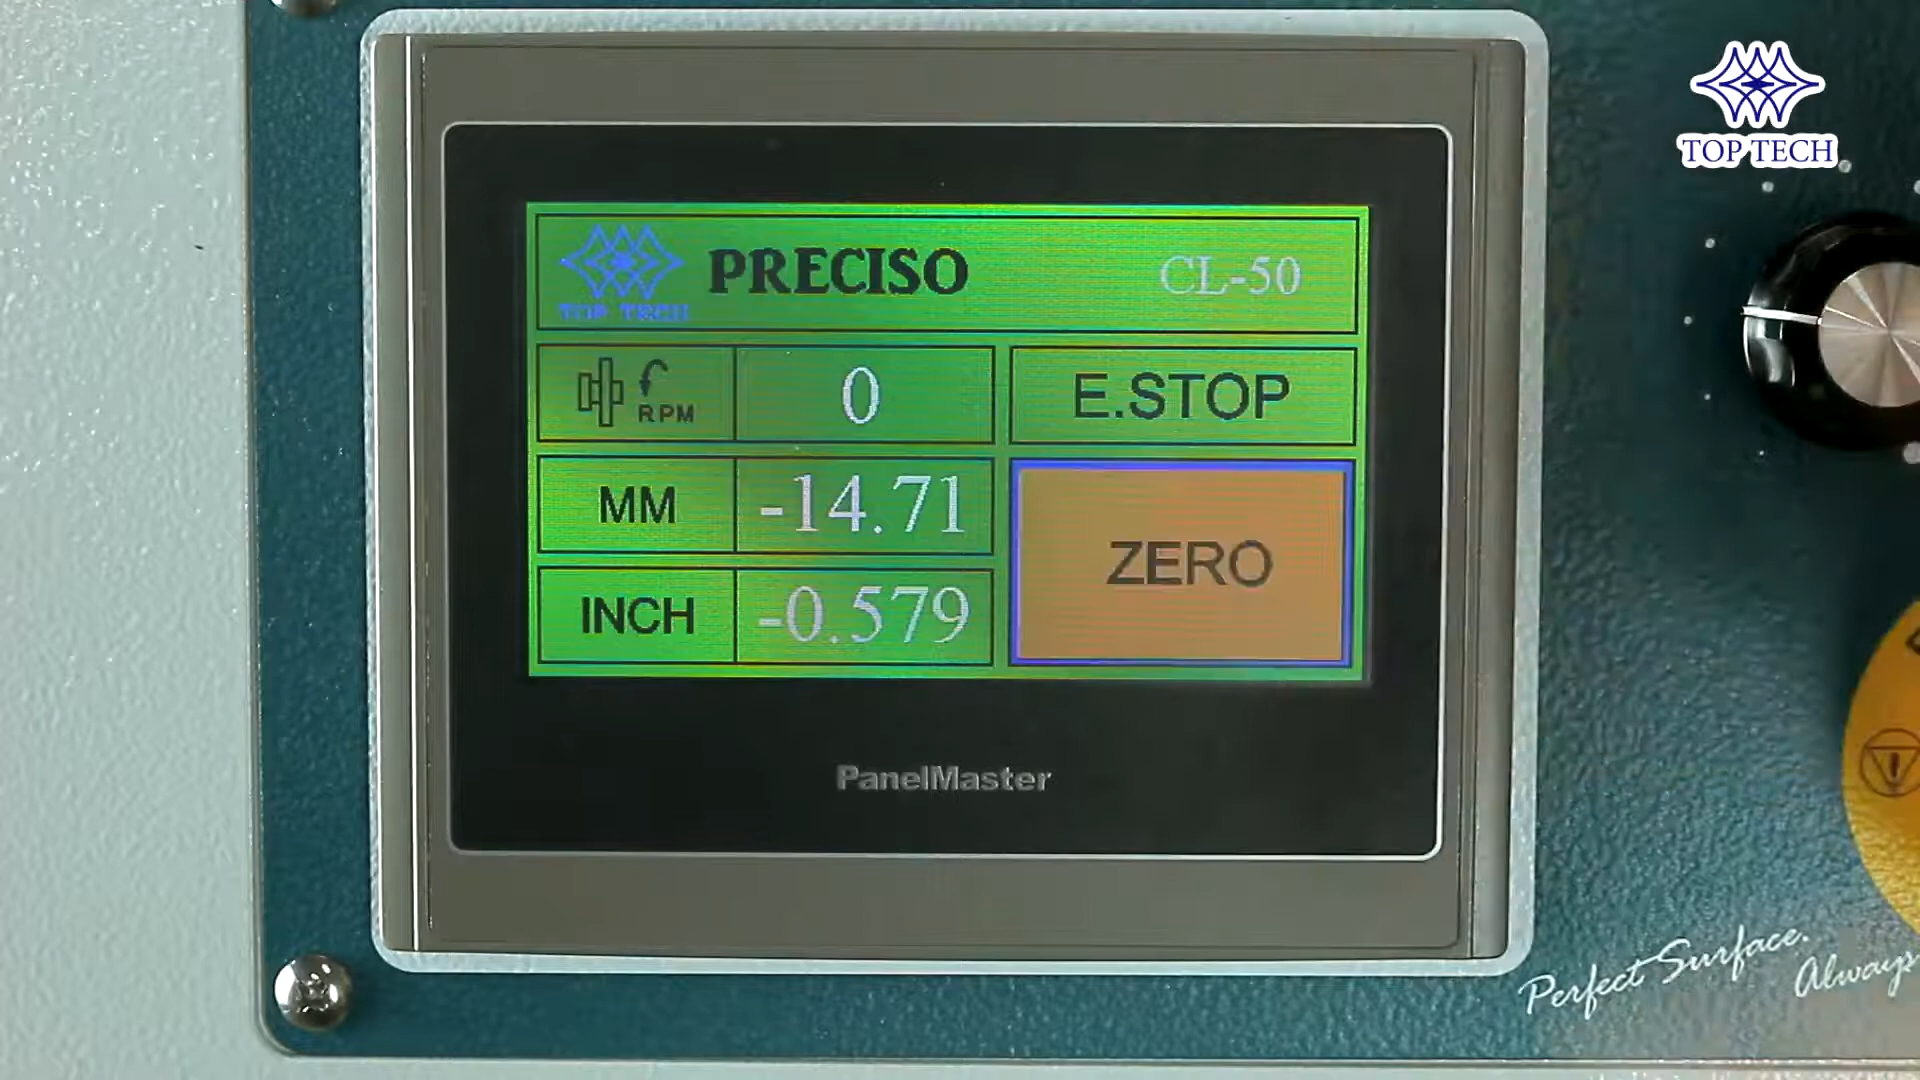 TOP TECH
TOP TECH
PRECISO
CL-50
RPM
0
E.STOP
MM
-14.71
ZERO
INCH
-0.579
PanelMaster
Perfect Surface.
Always